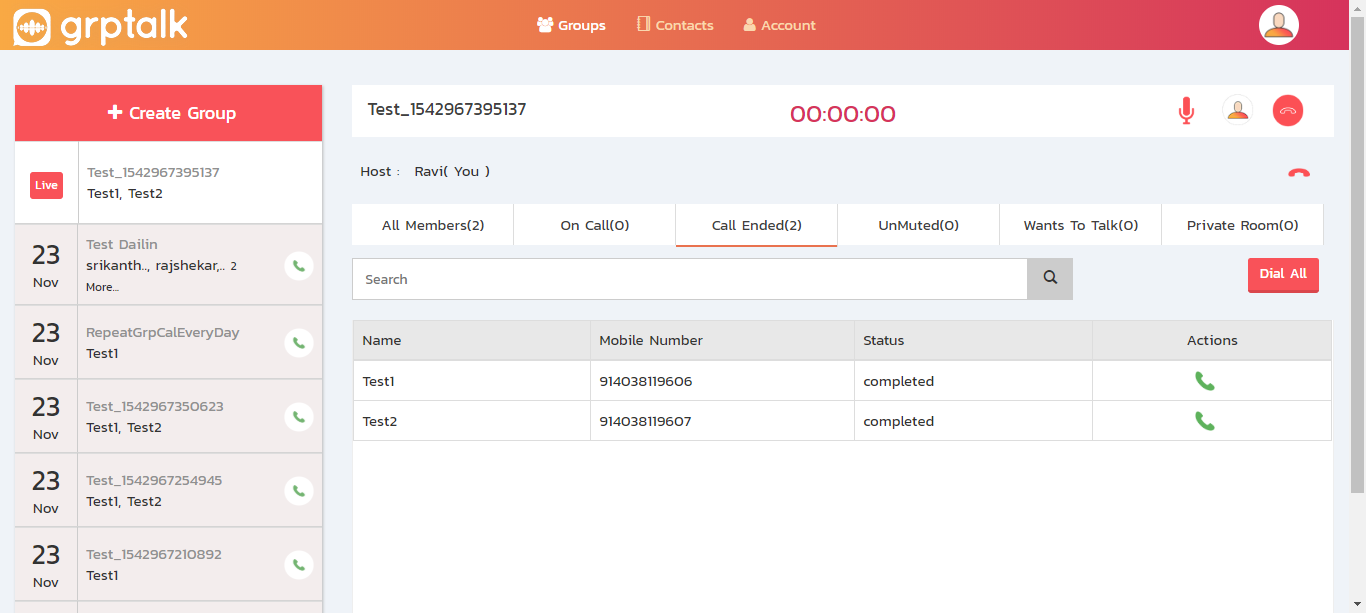 grptalk
Groups
Contacts
Account
Create Group
Live
Test_1542967395137
Test1, Test2
23
Nov
Test Dailin
srikanth.., rajshekar,.. 2
More...
23
Nov
RepeatGrpCalEveryDay
Test1
23
Nov
Test_1542967350623
Test1, Test2
23
Nov
Test_1542967254945
Test1, Test2
23
Nov
Test_1542967210892
Test1
Test_1542967395137
00:00:00
Host : Ravi( You )
All Members(2)
On Call(0)
Call Ended(2)
UnMuted(0)
Wants To Talk(0)
Private Room(0)
Search
Dial All
Name Mobile Number Status Actions
Test1 914038119606 completed
Test2 914038119607 completed